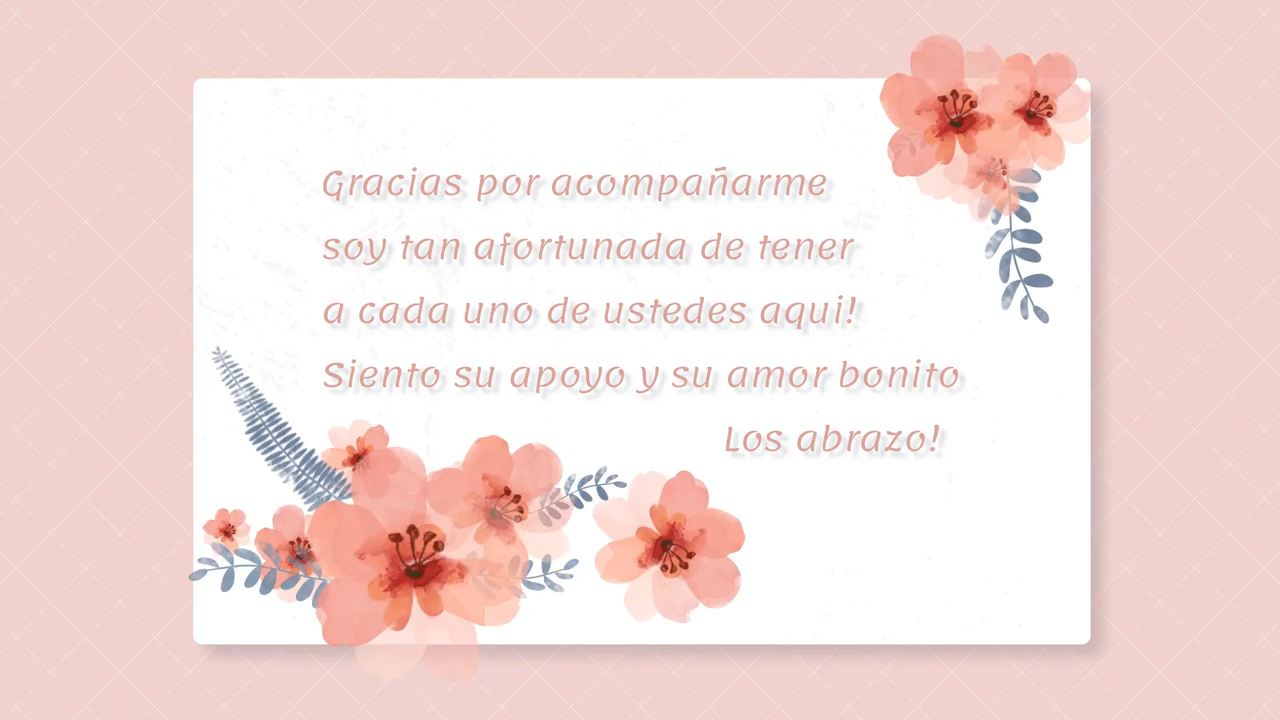 Gracias por acompañarme
soy tan afortunada de tener
a cada uno de ustedes aqui!
Siento su apoyo y su amor bonito
Los abrazo!